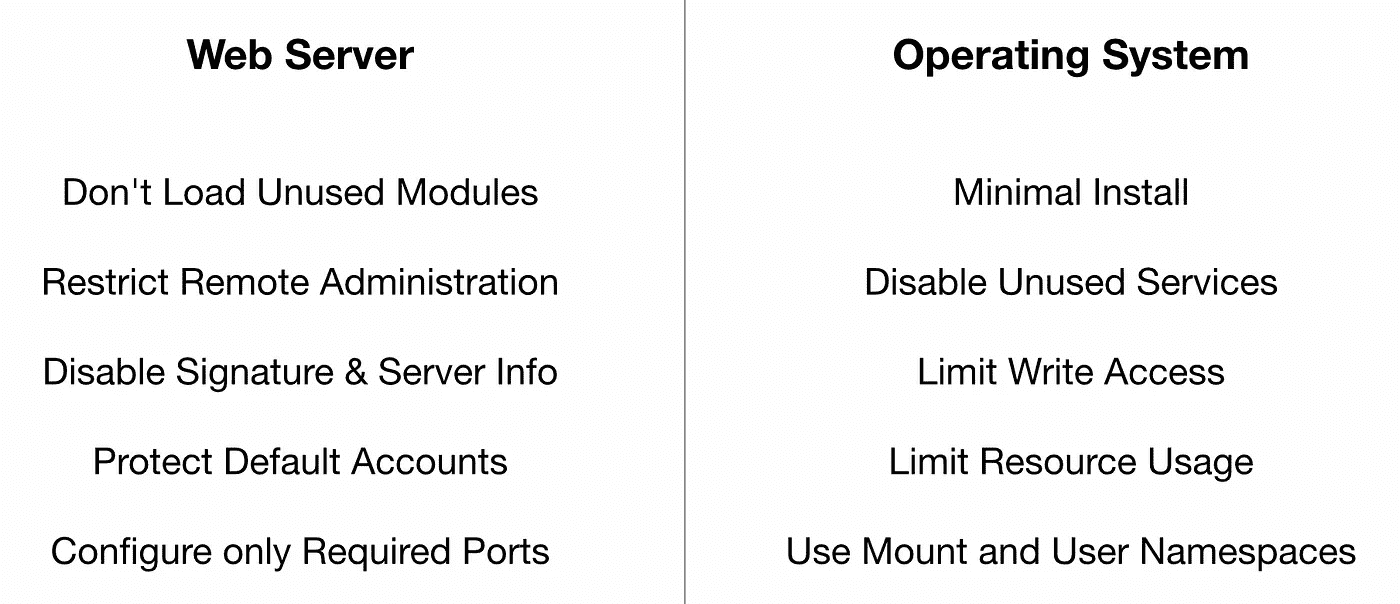 Web Server
Don't Load Unused Modules
Restrict Remote Administration
Disable Signature & Server Info
Protect Default Accounts
Configure only Required Ports
Operating System
Minimal Install
Disable Unused Services
Limit Write Access
Limit Resource Usage
Use Mount and User Namespaces